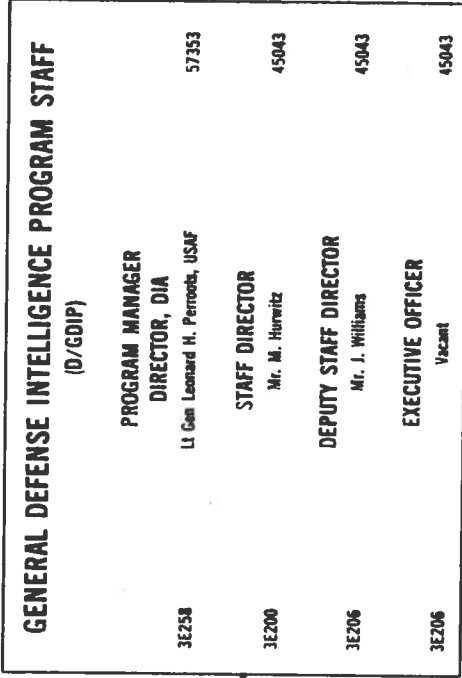 GENERAL DEFENSE INTELLIGENCE PROGRAM STAFF
(D/GDIP)
PROGRAM MANAGER
DIRECTOR, DIA
3E258 Lt Gen Leonard H. Perroots, USAF 57353
STAFF DIRECTOR
3E200 Mr. M. Hurwitz 45043
DEPUTY STAFF DIRECTOR
3E206 Mr. J. Williams 45043
EXECUTIVE OFFICER
3E206 Vacant 45043